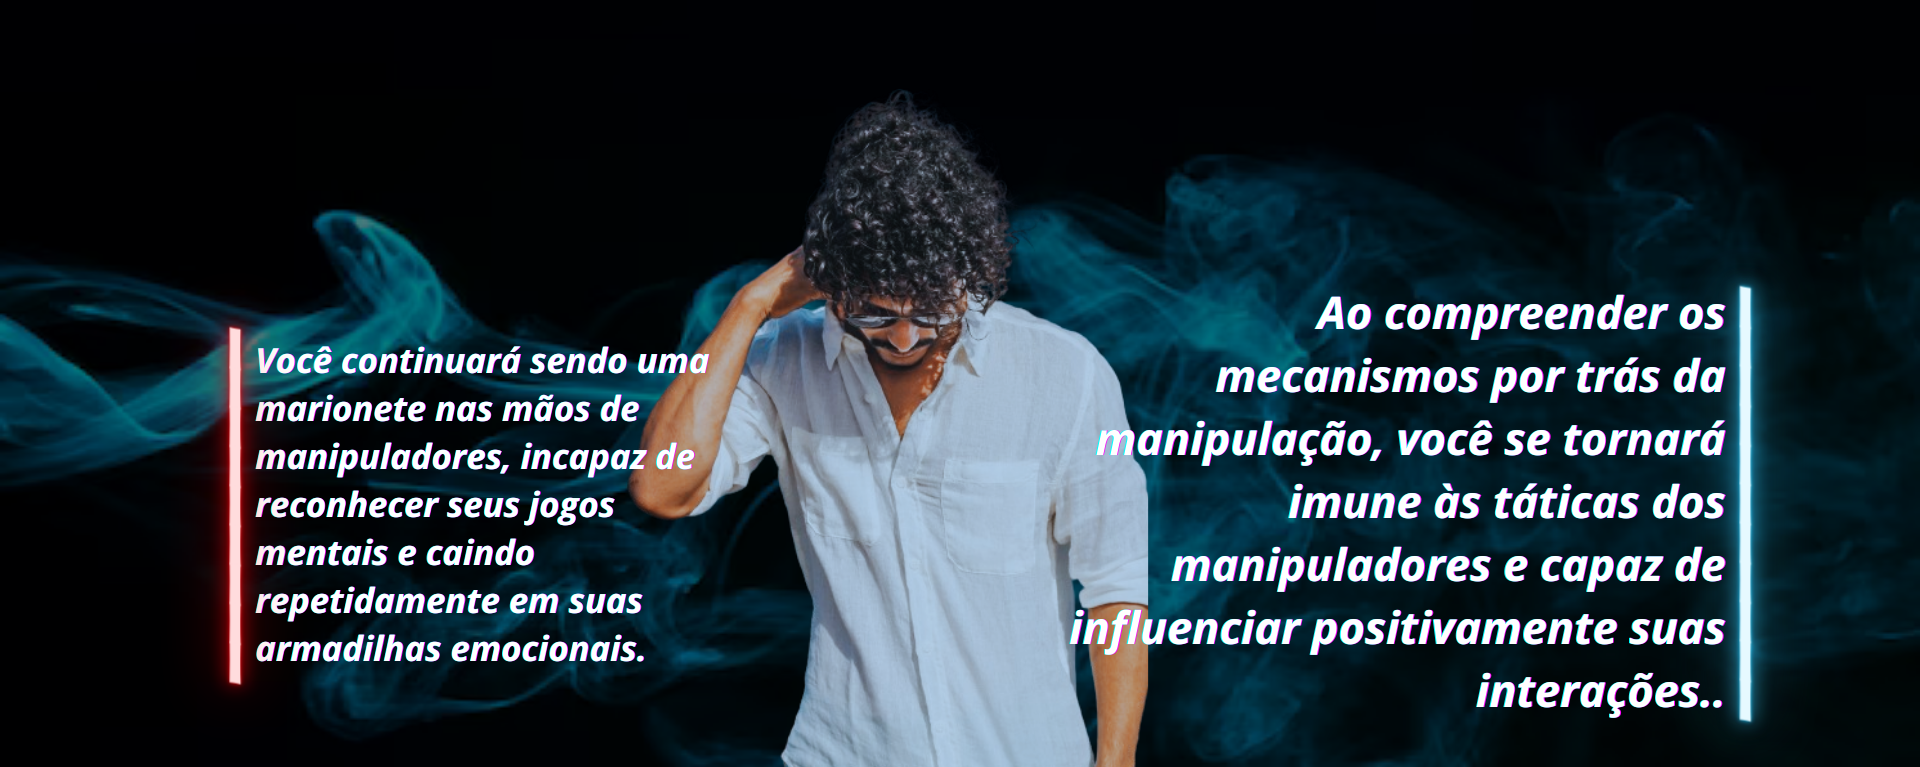 Você continuará sendo uma
marionete nas mãos de
manipuladores, incapaz de
reconhecer seus jogos
mentais e caindo
repetidamente em suas
armadilhas emocionais.
Ao compreender os
mecanismos por trás da
manipulação, você se tornará
imune às táticas dos
manipuladores e capaz de
influenciar positivamente suas
interações..